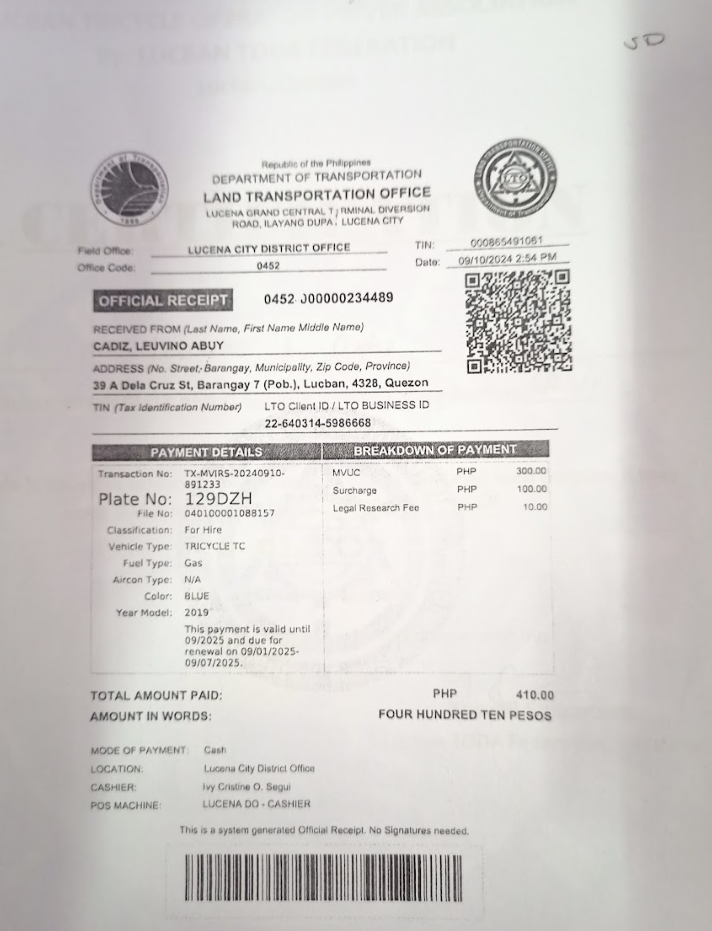 JD
Republic of the Philippines
DEPARTMENT OF TRANSPORTATION
LAND TRANSPORTATION OFFICE
LUCENA GRAND CENTRAL T RMINAL DIVERSION
ROAD, ILAYANG DUPA, LUCENA CITY
Field Office: LUCENA CITY DISTRICT OFFICE TIN: 000865491061
Office Code: 0452 Date: 09/10/2024 2:54 PM
OFFICIAL RECEIPT 0452-J00000234489
RECEIVED FROM (Last Name, First Name Middle Name)
CADIZ, LEUVINO ABUY
ADDRESS (No. Street, Barangay, Municipality, Zip Code, Province)
39 A Dela Cruz St, Barangay 7 (Pob.), Lucban, 4328, Quezon
TIN (Tax Identification Number) LTO Client ID / LTO BUSINESS ID
22-640314-5986668
PAYMENT DETAILS BREAKDOWN OF PAYMENT
Transaction No: TX-MVIRS-20240910-
891233
Plate No: 129DZH
File No: 040100001088157
Classification: For Hire
Vehicle Type: TRICYCLE TC
Fuel Type: Gas
Aircon Type: N/A
Color: BLUE
Year Model: 2019
This payment is valid until
09/2025 and due for
renewal on 09/01/2025-
09/07/2025.
MVUC PHP 300.00
Surcharge PHP 100.00
Legal Research Fee PHP 10.00
TOTAL AMOUNT PAID: PHP 410.00
AMOUNT IN WORDS: FOUR HUNDRED TEN PESOS
MODE OF PAYMENT: Cash
LOCATION: Lucena City District Office
CASHIER: Ivy Cristine O. Segui
POS MACHINE: LUCENA DO - CASHIER
This is a system generated Official Receipt. No Signatures needed.